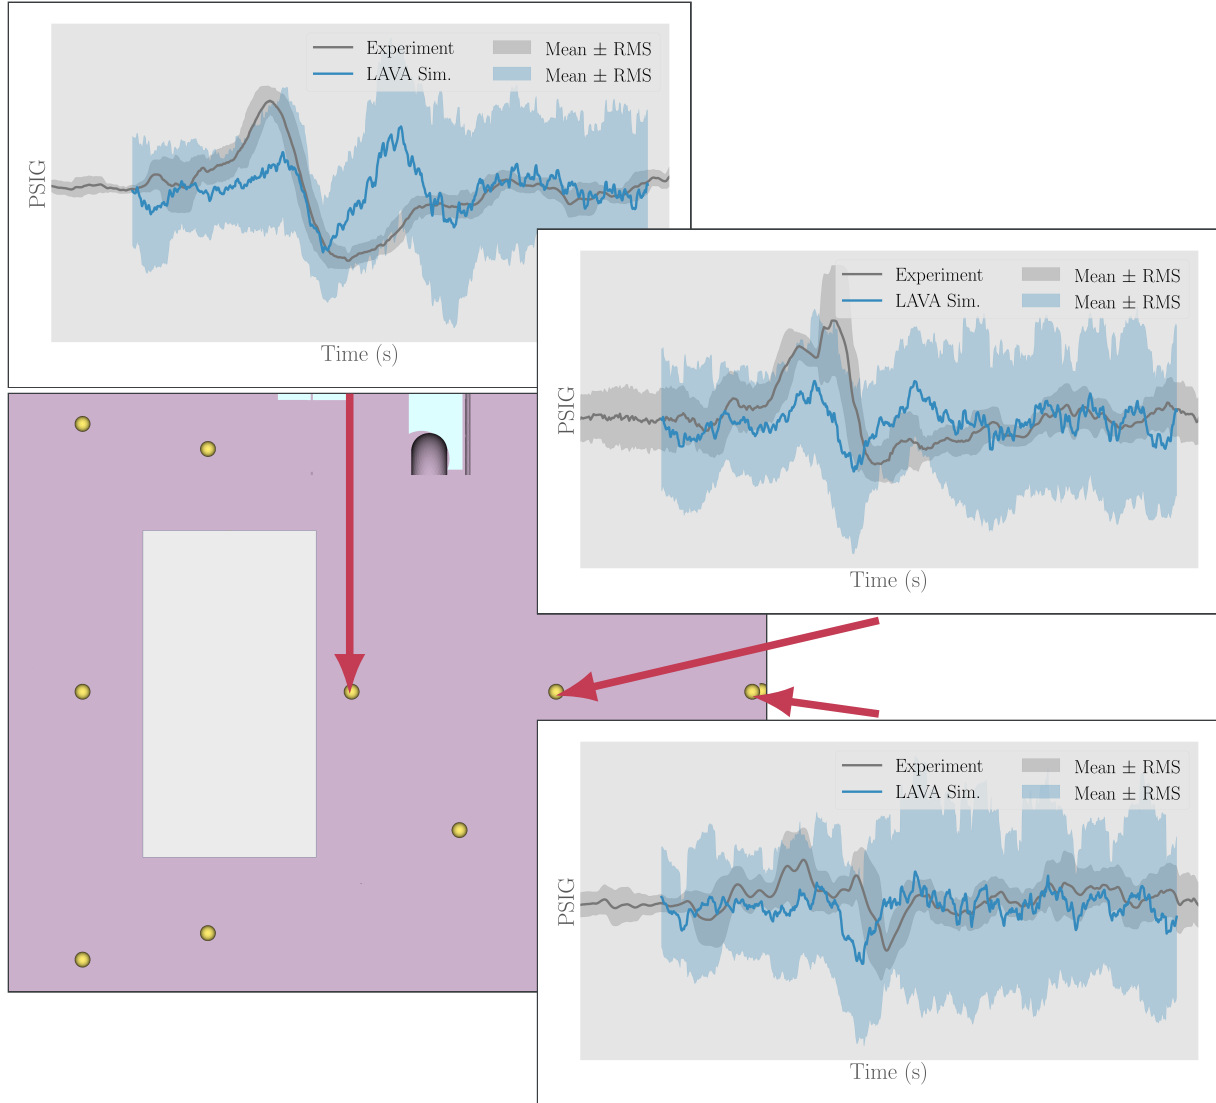 Experiment Mean ± RMS
LAVA Sim. Mean ± RMS
PSIG
Time (s)
Experiment Mean ± RMS
LAVA Sim. Mean ± RMS
PSIG
Time (s)
Experiment Mean ± RMS
LAVA Sim. Mean ± RMS
PSIG
Time (s)